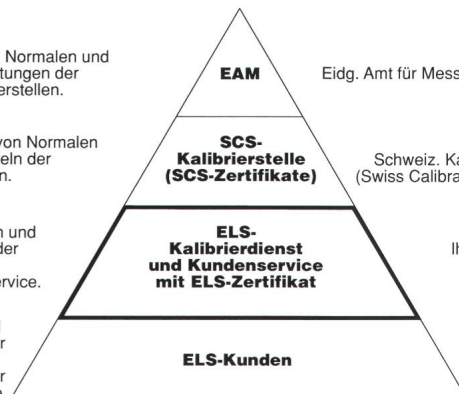 Normalen und
tungen der
erstellen.
EAM
Eidg. Amt für Mess
von Normalen
eln der
n.
SCS-
Kalibrierstelle
(SCS-Zertifikate)
Schweiz. Ka
(Swiss Calibra
n und
der
rvice.
ELS-
Kalibrierdienst
und Kundenservice
mit ELS-Zertifikat
Ih
r
r
ELS-Kunden